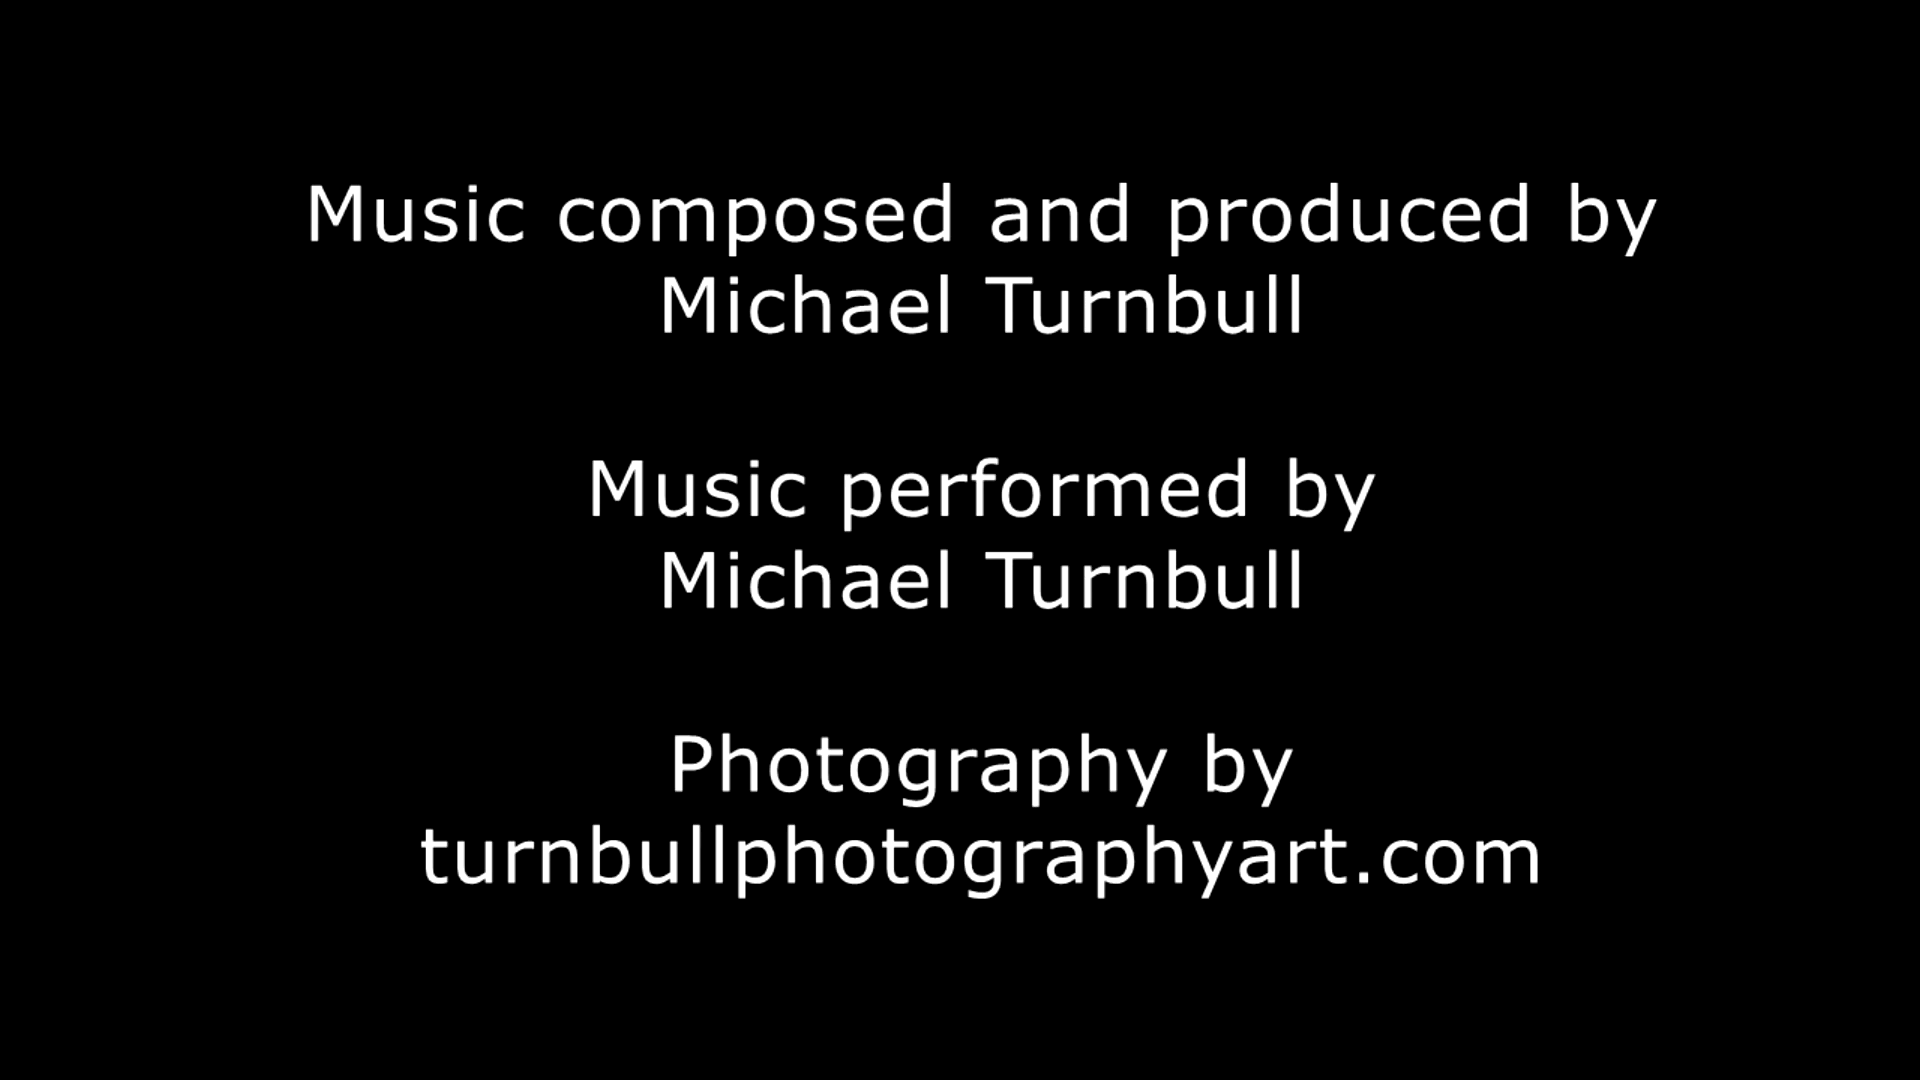 Music composed and produced by
Michael Turnbull
Music performed by
Michael Turnbull
Photography by
turnbullphotographyart.com